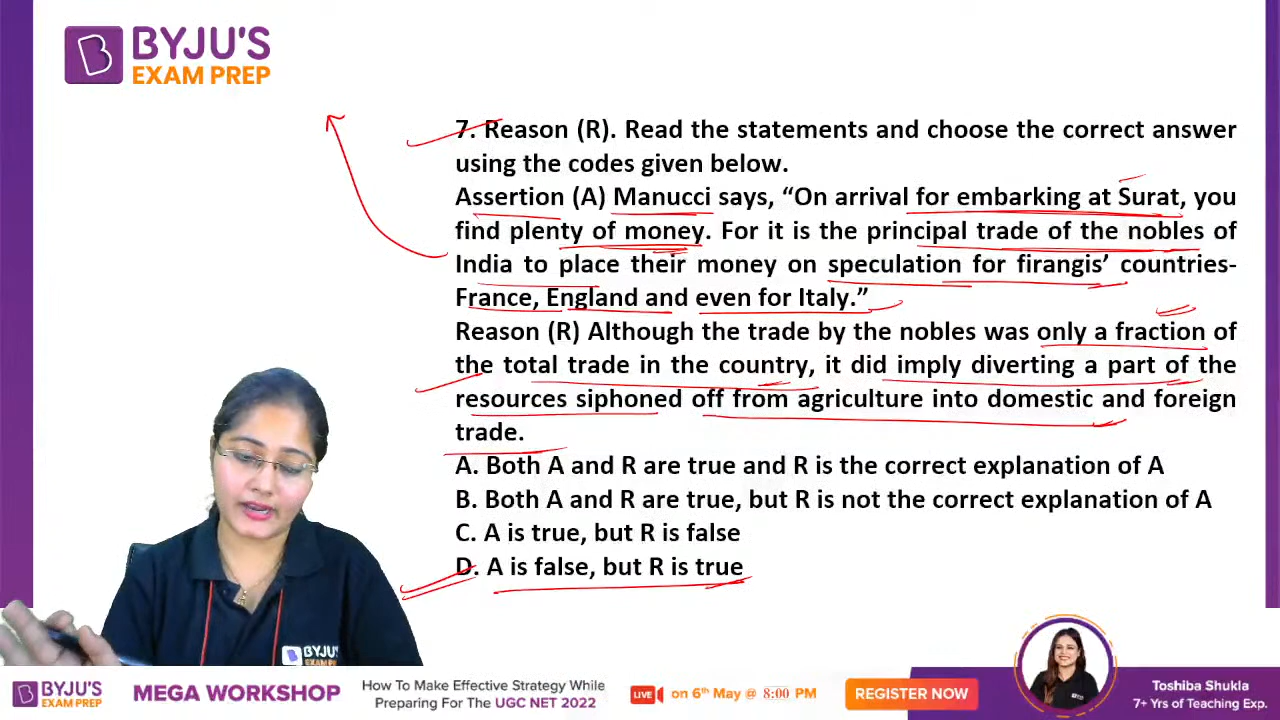 BYJU'S
EXAM PREP
7. Reason (R). Read the statements and choose the correct answer
using the codes given below.
Assertion (A) Manucci says, “On arrival for embarking at Surat, you
find plenty of money. For it is the principal trade of the nobles of
India to place their money on speculation for firangis’ countries-
France, England and even for Italy.”
Reason (R) Although the trade by the nobles was only a fraction of
the total trade in the country, it did imply diverting a part of the
resources siphoned off from agriculture into domestic and foreign
trade.
A. Both A and R are true and R is the correct explanation of A
B. Both A and R are true, but R is not the correct explanation of A
C. A is true, but R is false
D. A is false, but R is true
BYJU'S
EXAM PREP
BYJU'S
EXAM PREP
MEGA WORKSHOP
How To Make Effective Strategy While
Preparing For The UGC NET 2022
LIVE on 6th May @ 8:00 PM
REGISTER NOW
Toshiba Shukla
7+ Yrs of Teaching Exp.